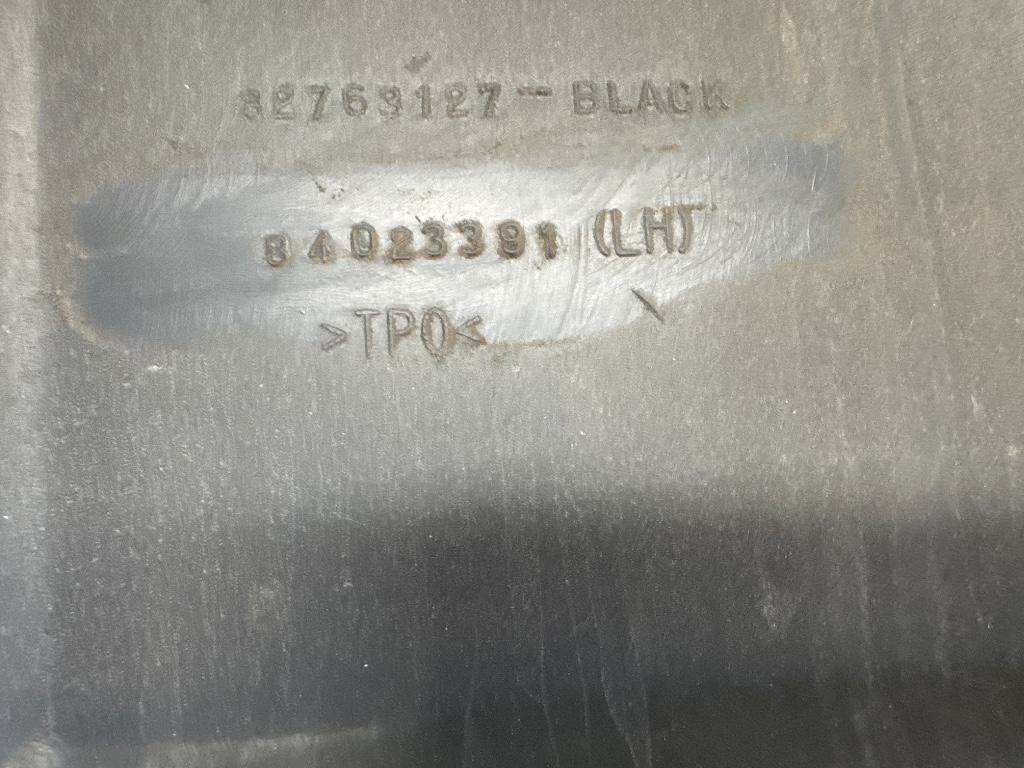 82763127-BLACK
84023391 (LH)
>TPO<